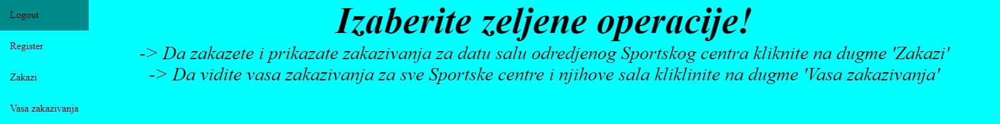 Logout
Register
Zakazi
Vasa zakazivanja
Izaberite zeljene operacije!
-> Da zakazete i prikazate zakazivanja za datu salu odredjenog Sportskog centra kliknite na dugme 'Zakazi'
-> Da vidite vasa zakazivanja za sve Sportske centre i njihove sala kliklinite na dugme 'Vasa zakazivanja'